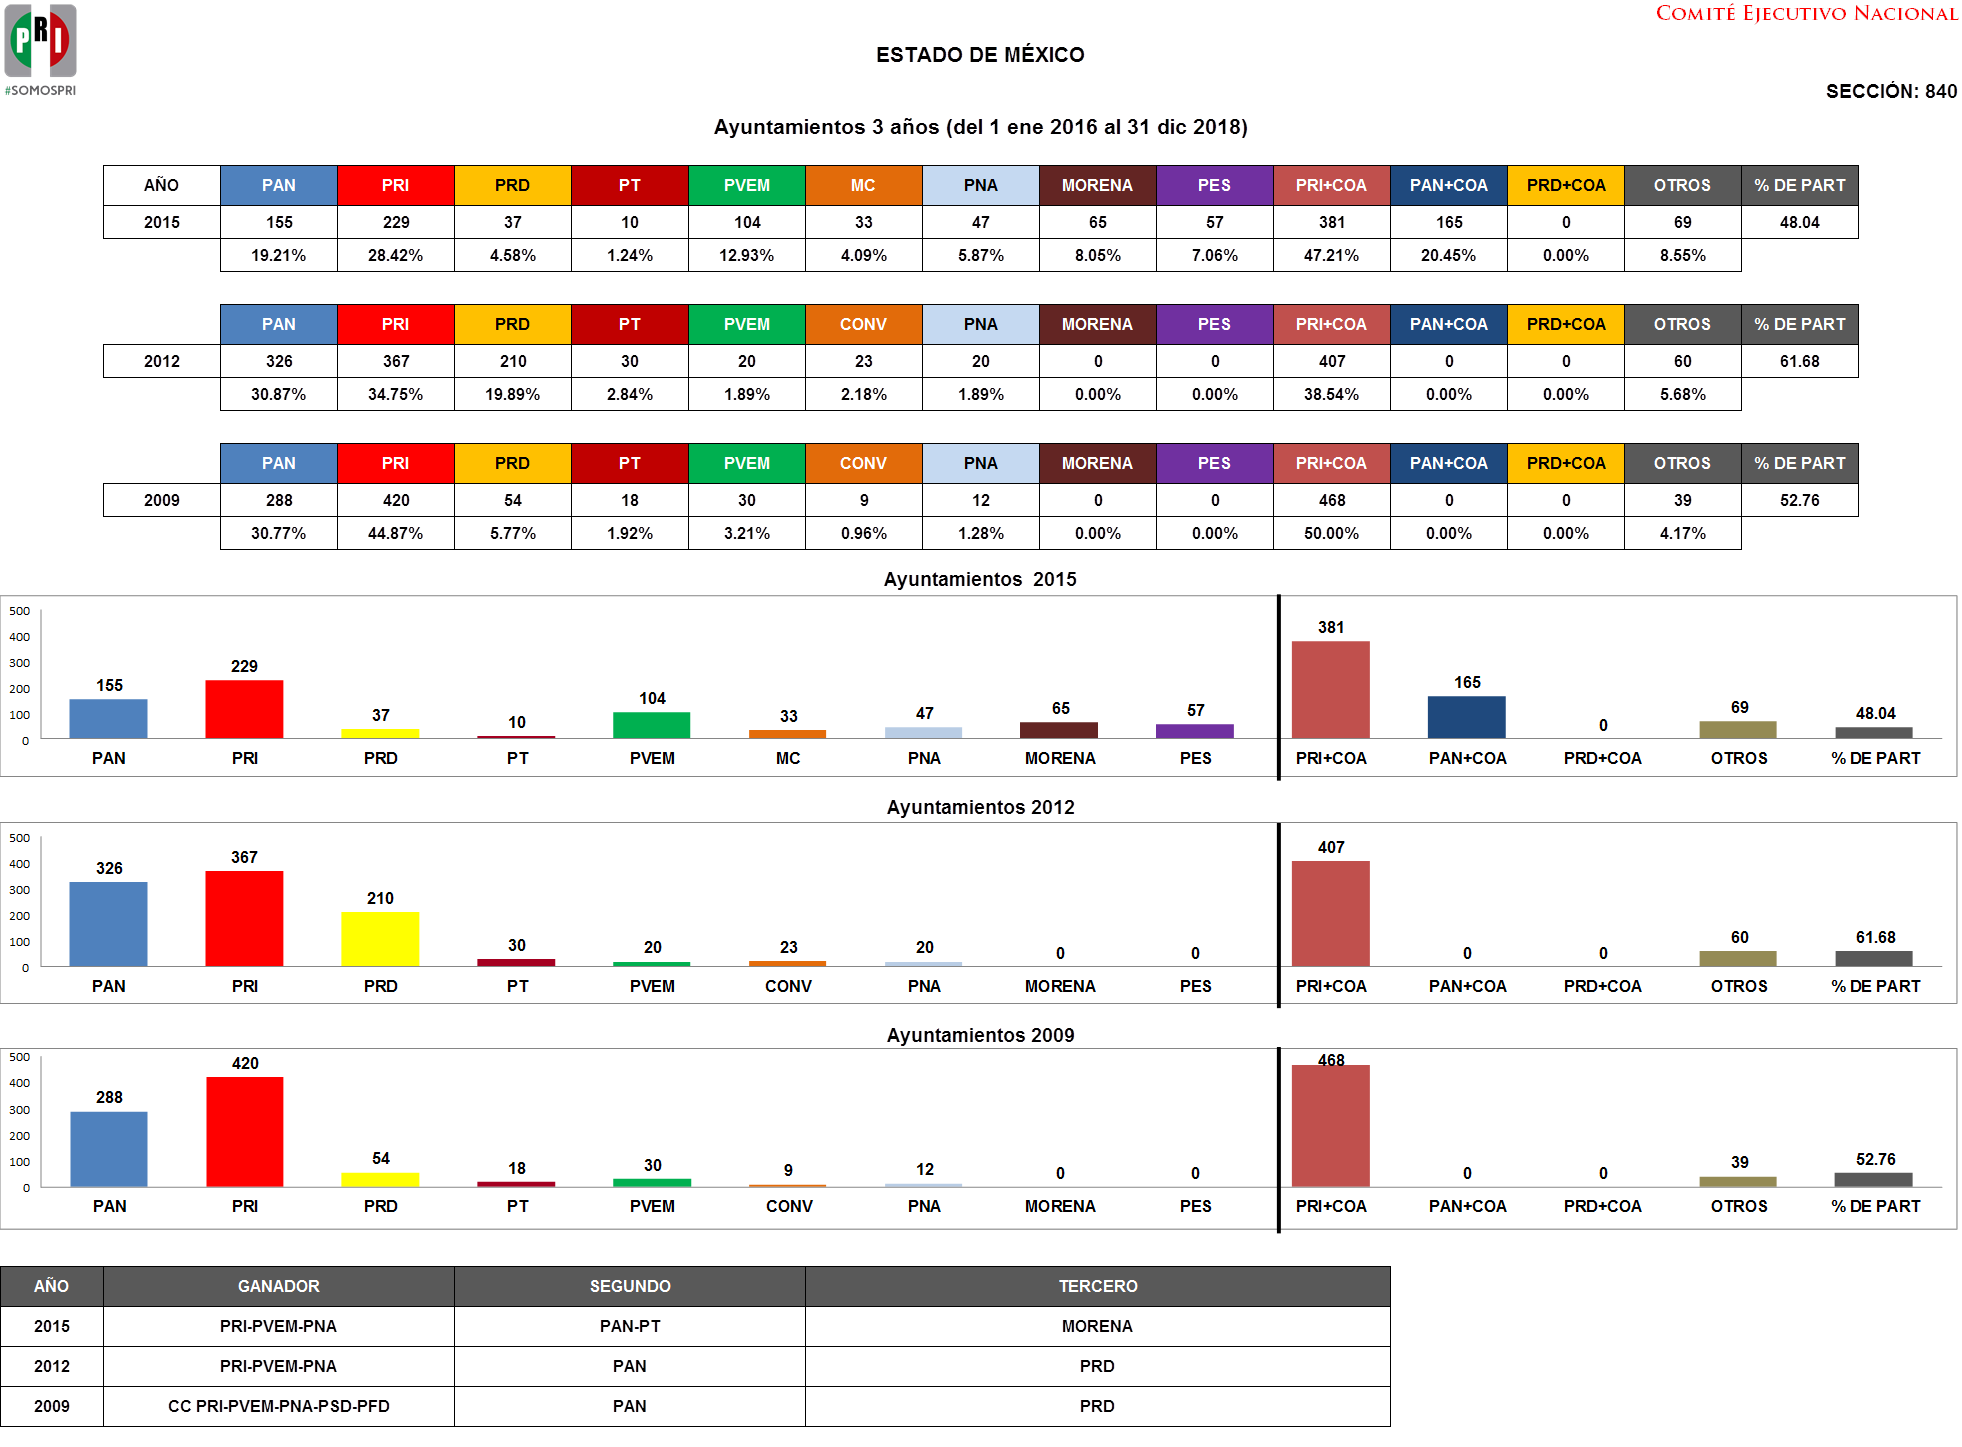 COMITÉ EJECUTIVO NACIONAL
PRI
#SOMOSPRI
ESTADO DE MÉXICO
SECCIÓN: 840
Ayuntamientos 3 años (del 1 ene 2016 al 31 dic 2018)
AÑO PAN PRI PRD PT PVEM MC PNA MORENA PES PRI+COA PAN+COA PRD+COA OTROS % DE PART
2015 155 229 37 10 104 33 47 65 57 381 165 0 69 48.04
19.21% 28.42% 4.58% 1.24% 12.93% 4.09% 5.87% 8.05% 7.06% 47.21% 20.45% 0.00% 8.55%
PAN PRI PRD PT PVEM CONV PNA MORENA PES PRI+COA PAN+COA PRD+COA OTROS % DE PART
2012 326 367 210 30 20 23 20 0 0 407 0 0 60 61.68
30.87% 34.75% 19.89% 2.84% 1.89% 2.18% 1.89% 0.00% 0.00% 38.54% 0.00% 0.00% 5.68%
PAN PRI PRD PT PVEM CONV PNA MORENA PES PRI+COA PAN+COA PRD+COA OTROS % DE PART
2009 288 420 54 18 30 9 12 0 0 468 0 0 39 52.76
30.77% 44.87% 5.77% 1.92% 3.21% 0.96% 1.28% 0.00% 0.00% 50.00% 0.00% 0.00% 4.17%
Ayuntamientos 2015
500
400
300
200
100
0
155 229 37 10 104 33 47 65 57 381 165 0 69 48.04
PAN PRI PRD PT PVEM MC PNA MORENA PES PRI+COA PAN+COA PRD+COA OTROS % DE PART
Ayuntamientos 2012
500
400
300
200
100
0
326 367 210 30 20 23 20 0 0 407 0 0 60 61.68
PAN PRI PRD PT PVEM CONV PNA MORENA PES PRI+COA PAN+COA PRD+COA OTROS % DE PART
Ayuntamientos 2009
500
400
300
200
100
0
288 420 54 18 30 9 12 0 0 468 0 0 39 52.76
PAN PRI PRD PT PVEM CONV PNA MORENA PES PRI+COA PAN+COA PRD+COA OTROS % DE PART
AÑO GANADOR SEGUNDO TERCERO
2015 PRI-PVEM-PNA PAN-PT MORENA
2012 PRI-PVEM-PNA PAN PRD
2009 CC PRI-PVEM-PNA-PSD-PFD PAN PRD